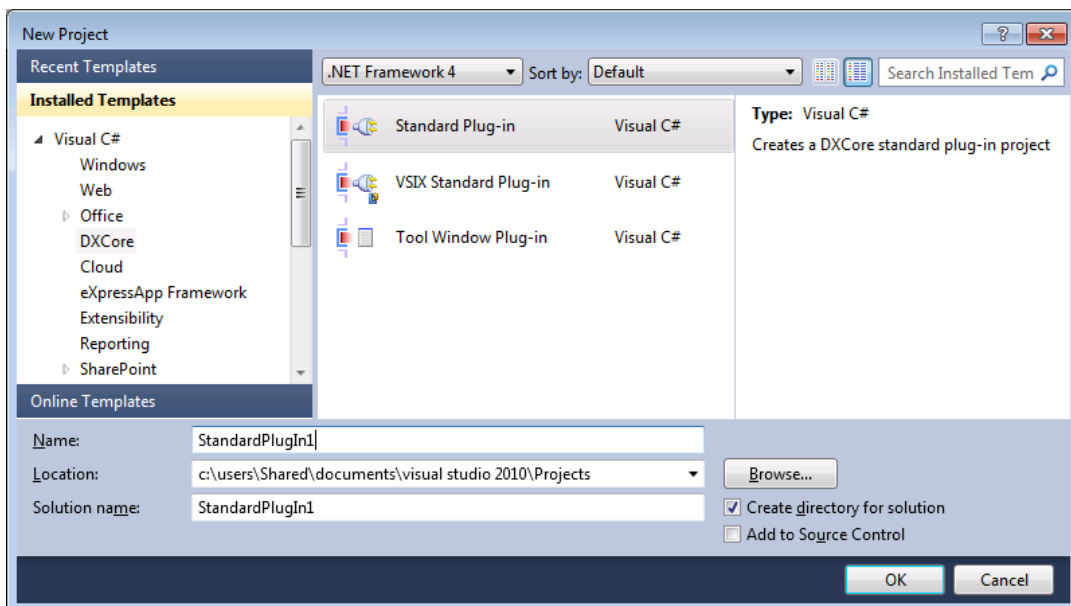 New Project
Recent Templates
Installed Templates
Visual C#
Windows
Web
Office
DXCore
Cloud
eXpressApp Framework
Extensibility
Reporting
SharePoint
Online Templates
.NET Framework 4 Sort by: Default Search Installed Tem
Standard Plug-in Visual C#
VSIX Standard Plug-in Visual C#
Tool Window Plug-in Visual C#
Type: Visual C#
Creates a DXCore standard plug-in project
Name: StandardPlugIn1
Location: c:\users\Shared\documents\visual studio 2010\Projects Browse...
Solution name: StandardPlugIn1 Create directory for solution
Add to Source Control
OK Cancel